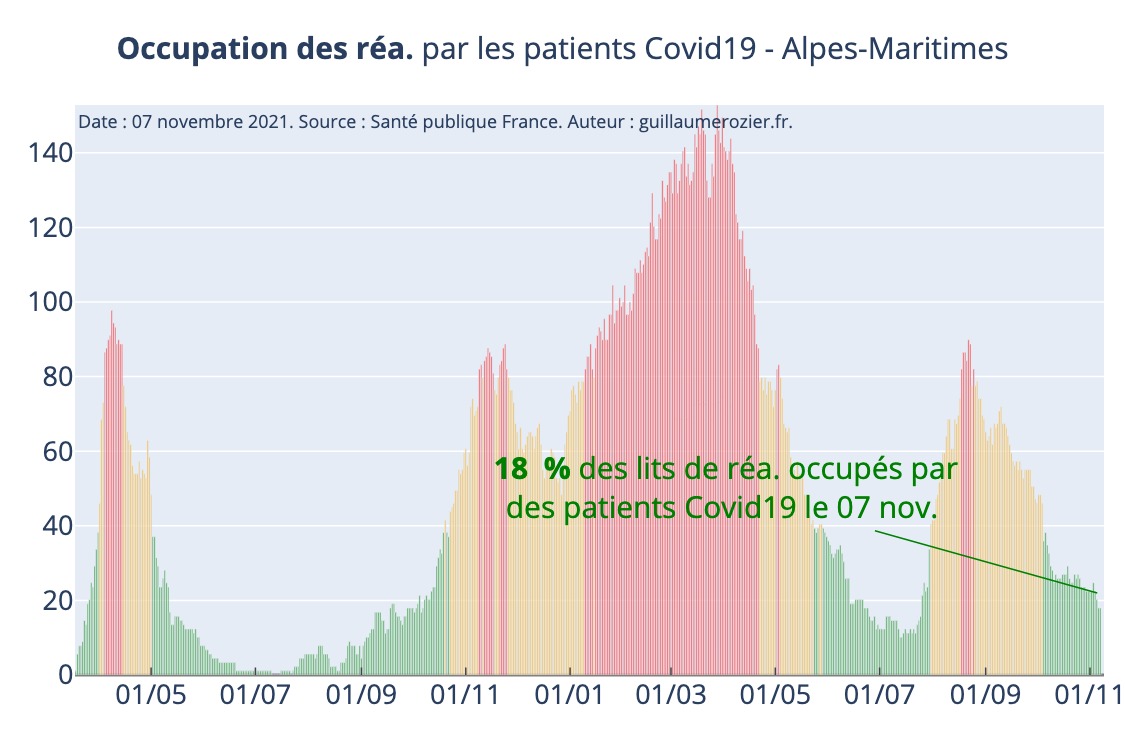 Occupation des réa. par les patients Covid19 - Alpes-Maritimes
Date : 07 novembre 2021. Source : Santé publique France. Auteur : guillaumerozier.fr.
140
120
100
80
60
40
20
0
18 % des lits de réa. occupés par
des patients Covid19 le 07 nov.
01/05 01/07 01/09 01/11 01/01 01/03 01/05 01/07 01/09 01/11